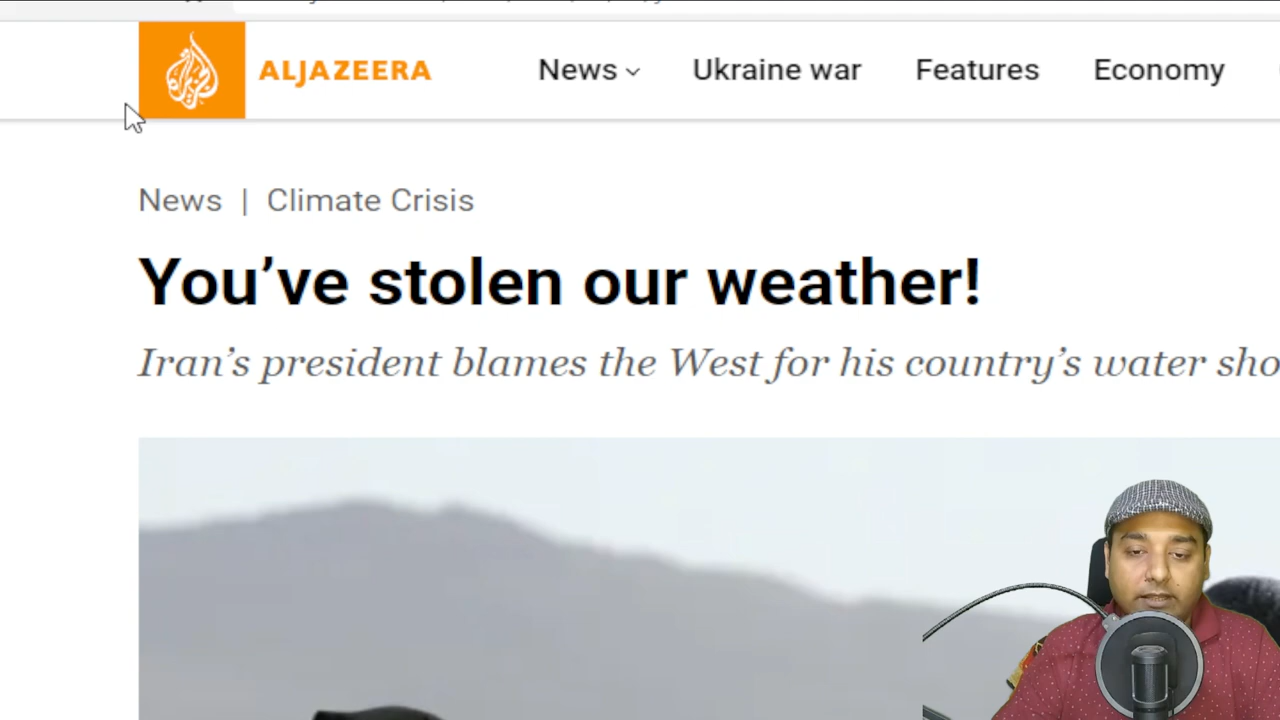 ALJAZEERA
News
Ukraine war
Features
Economy
News | Climate Crisis
You've stolen our weather!
Iran's president blames the West for his country's water